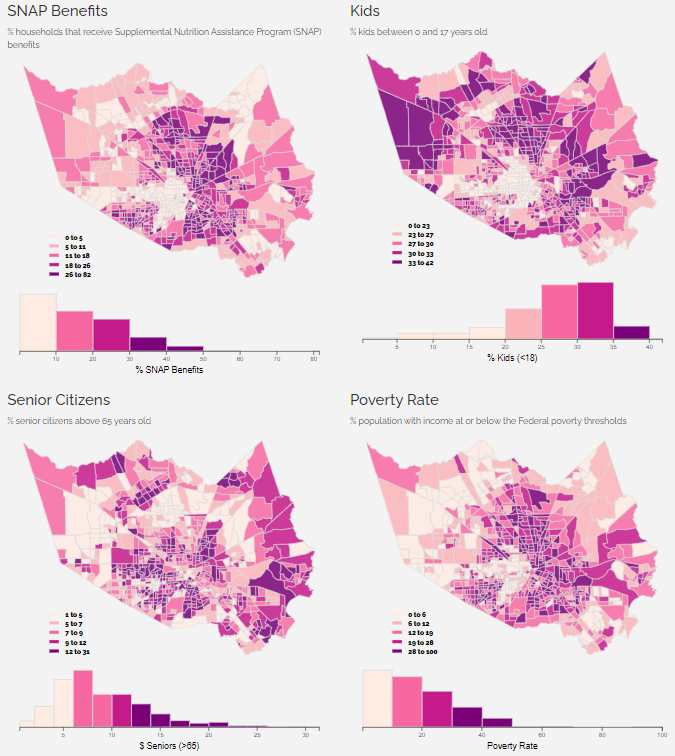 SNAP Benefits
% households that receive Supplemental Nutrition Assistance Program (SNAP)
benefits
0 to 5
5 to 11
11 to 18
18 to 26
26 to 82
10 20 30 40 50 60 70 80
% SNAP Benefits
Kids
% kids between 0 and 17 years old
0 to 23
23 to 27
27 to 30
30 to 33
33 to 42
5 10 15 20 25 30 35 40
% Kids (<18)
Senior Citizens
% senior citizens above 65 years old
1 to 5
5 to 7
7 to 9
9 to 12
12 to 31
5 10 15 20 25 30
$ Seniors (>65)
Poverty Rate
% population with income at or below the Federal poverty thresholds
0 to 6
6 to 12
12 to 19
19 to 28
28 to 100
20 40 60 80 100
Poverty Rate